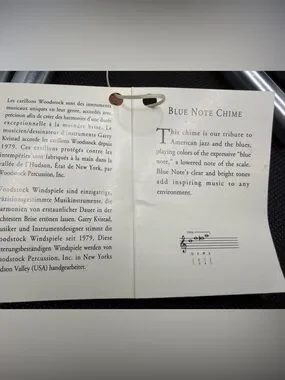 Les carillons Woodstock sont des instruments
musicaux uniques en leur genre, accordés avec
précision afin de créer des harmonies d'une durée
exceptionnelle à la moindre brise. Le
musicien/dessinateur d'instruments Garry
Kvistad accorde les carillons Woodstock depuis
1979. Ces carillons protégés contre les
intempéries sont fabriqués à la main dans la
vallée de l'Hudson, État de New York, par
Woodstock Percussion, Inc.
Woodstock Windspiele sind einzigartige,
präzisionsgestimmte Musikinstrumente, die
Harmonien von erstaunlicher Dauer in der
leichtesten Brise ertönen lassen. Garry Kvistad,
Musiker und Instrumentdesigner stimmt die
Woodstock Windspiele seit 1979. Diese
witterungsbeständigen Windspiele werden von
Woodstock Percussion, Inc. in New Yorks
Hudson Valley (USA) handgearbeitet.
BLUE NOTE CHIME
This chime is our tribute to
American jazz and the blues,
playing colors of the expressive "blue
note," a lowered note of the scale.
Blue Note's clear and bright tones
add inspiring music to any
environment.